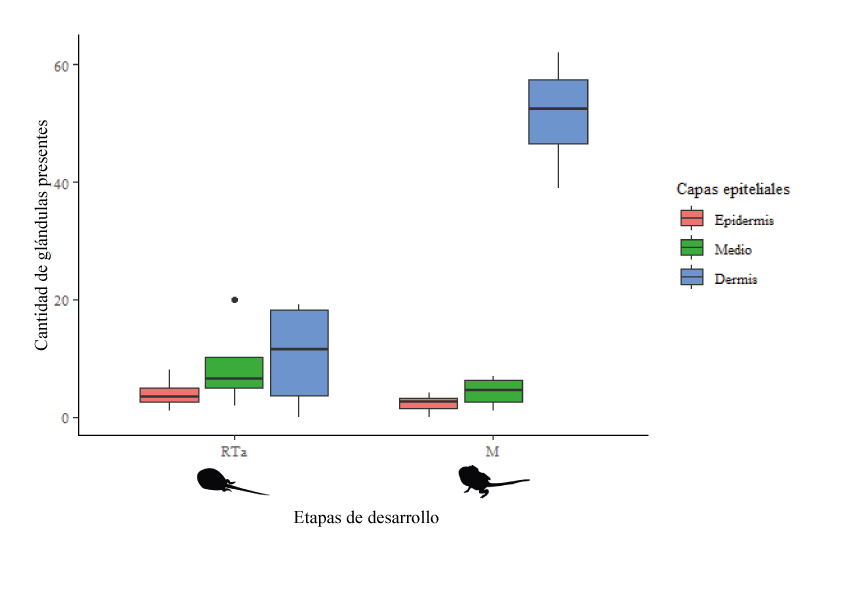 Cantidad de glándulas presentes
60
40
20
0
RTa
M
Etapas de desarrollo
Capas epiteliales
Epidermis
Medio
Dermis